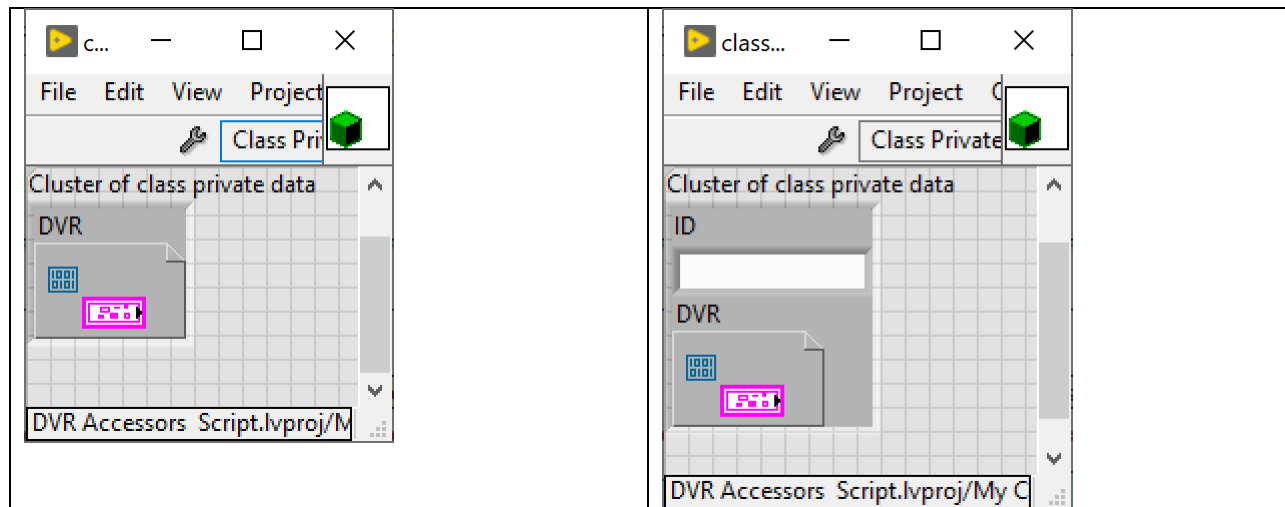 c...
File Edit View Project
Class Pri
Cluster of class private data
DVR
DVR Accessors Script.lvproj/M
class...
File Edit View Project
Class Private
Cluster of class private data
ID
DVR
DVR Accessors Script.lvproj/My C